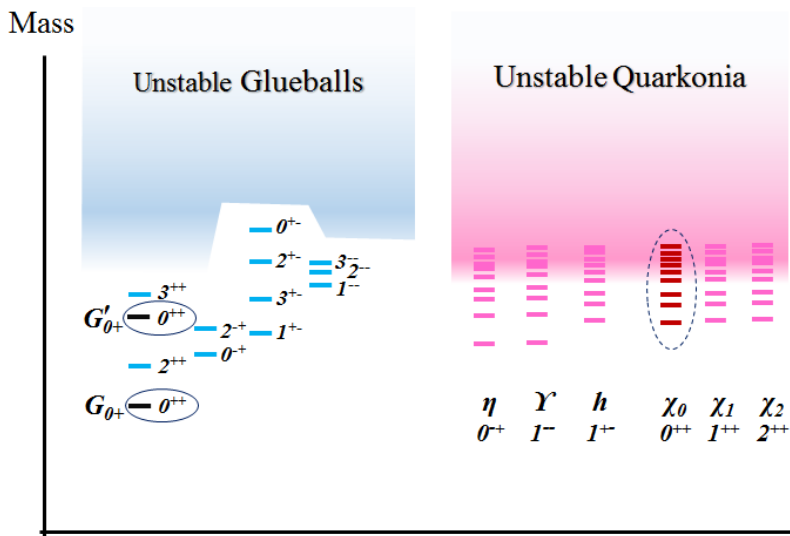 Mass
Unstable Glueballs
Unstable Quarkonia
0⁺⁻
2⁺⁻
3⁻⁻
2⁻⁻
1⁻⁻
3⁺⁺
3⁺⁻
G′₀₊ 0⁺⁺
2⁻⁺
1⁺⁻
0⁻⁺
2⁺⁺
G₀₊ 0⁺⁺
η ϒ h χ₀ χ₁ χ₂
0⁻⁺ 1⁻⁻ 1⁺⁻ 0⁺⁺ 1⁺⁺ 2⁺⁺